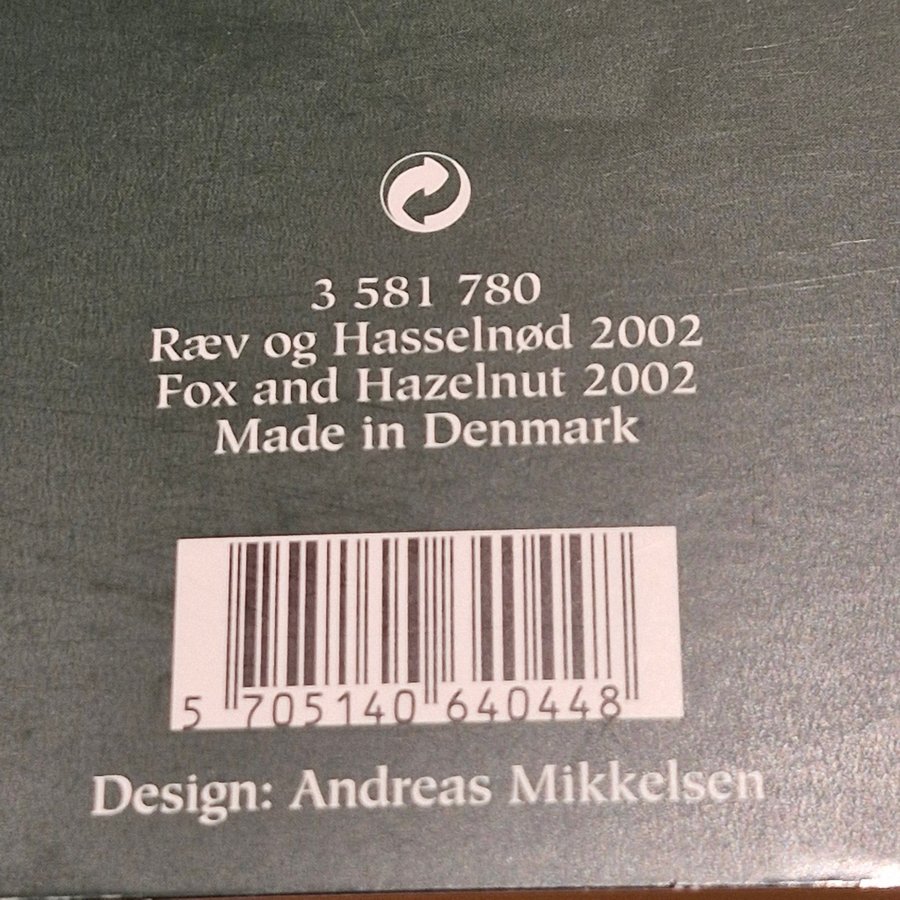 3 581 780
Ræv og Hasselnød 2002
Fox and Hazelnut 2002
Made in Denmark
5 705140 640448
Design: Andreas Mikkelsen